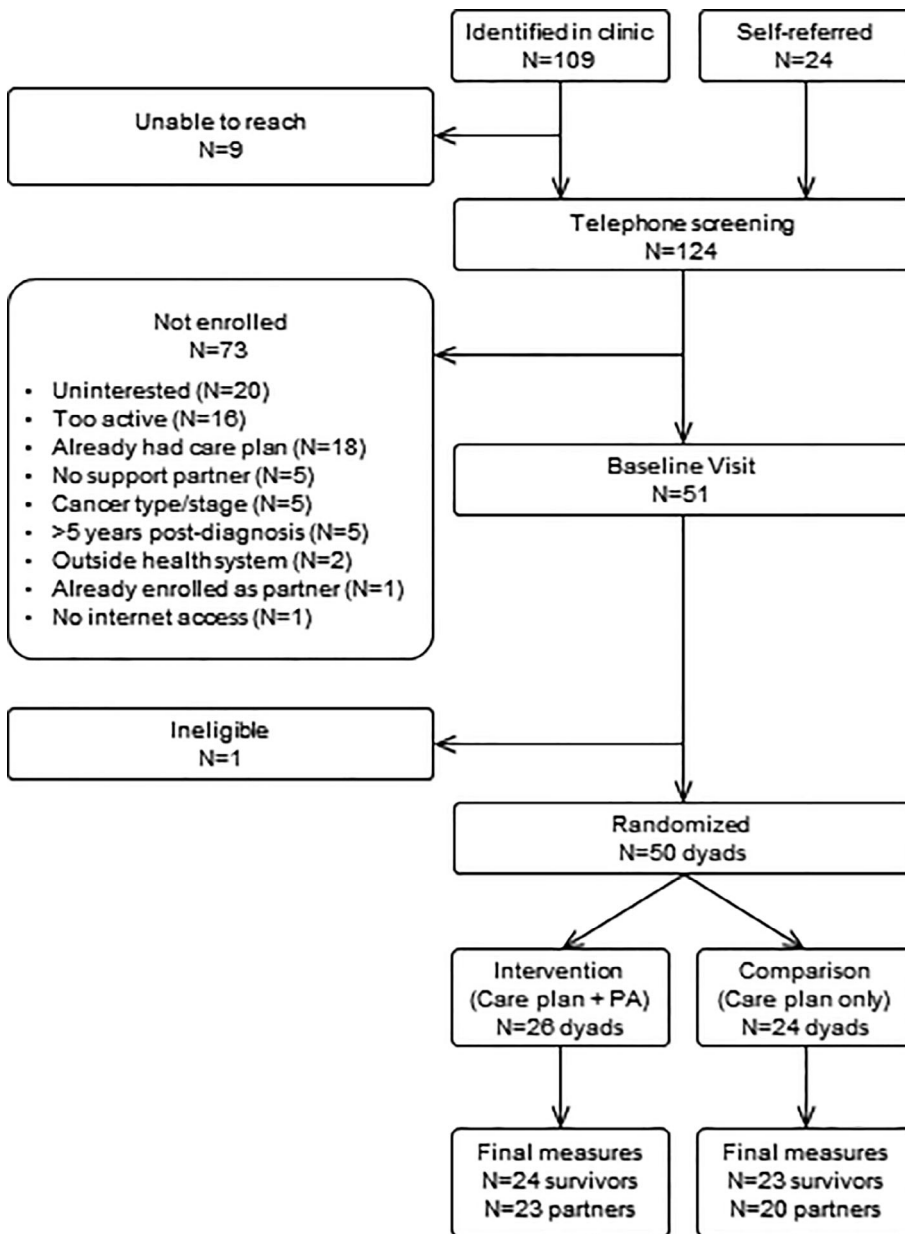 Identified in clinic
N=109
Self-referred
N=24
Unable to reach
N=9
Telephone screening
N=124
Not enrolled
N=73
• Uninterested (N=20)
• Too active (N=16)
• Already had care plan (N=18)
• No support partner (N=5)
• Cancer type/stage (N=5)
• >5 years post-diagnosis (N=5)
• Outside health system (N=2)
• Already enrolled as partner (N=1)
• No internet access (N=1)
Baseline Visit
N=51
Ineligible
N=1
Randomized
N=50 dyads
Intervention
(Care plan + PA)
N=26 dyads
Comparison
(Care plan only)
N=24 dyads
Final measures
N=24 survivors
N=23 partners
Final measures
N=23 survivors
N=20 partners